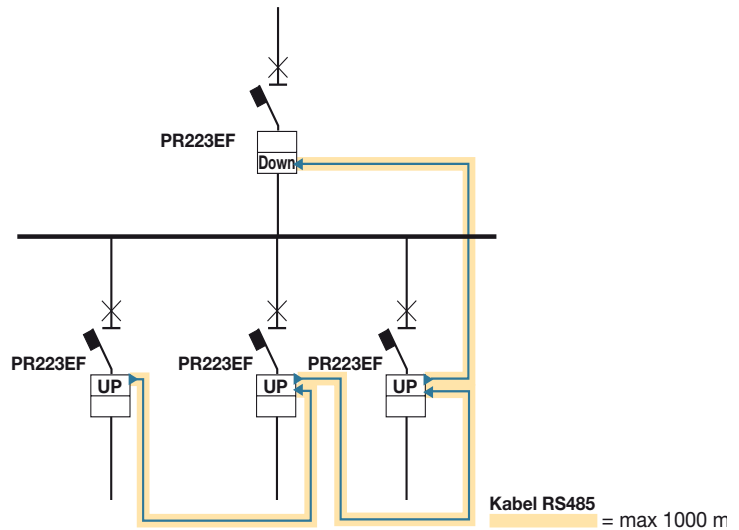 PR223EF
Down
PR223EF
PR223EF
PR223EF
UP
UP
UP
Kabel RS485
= max 1000 m